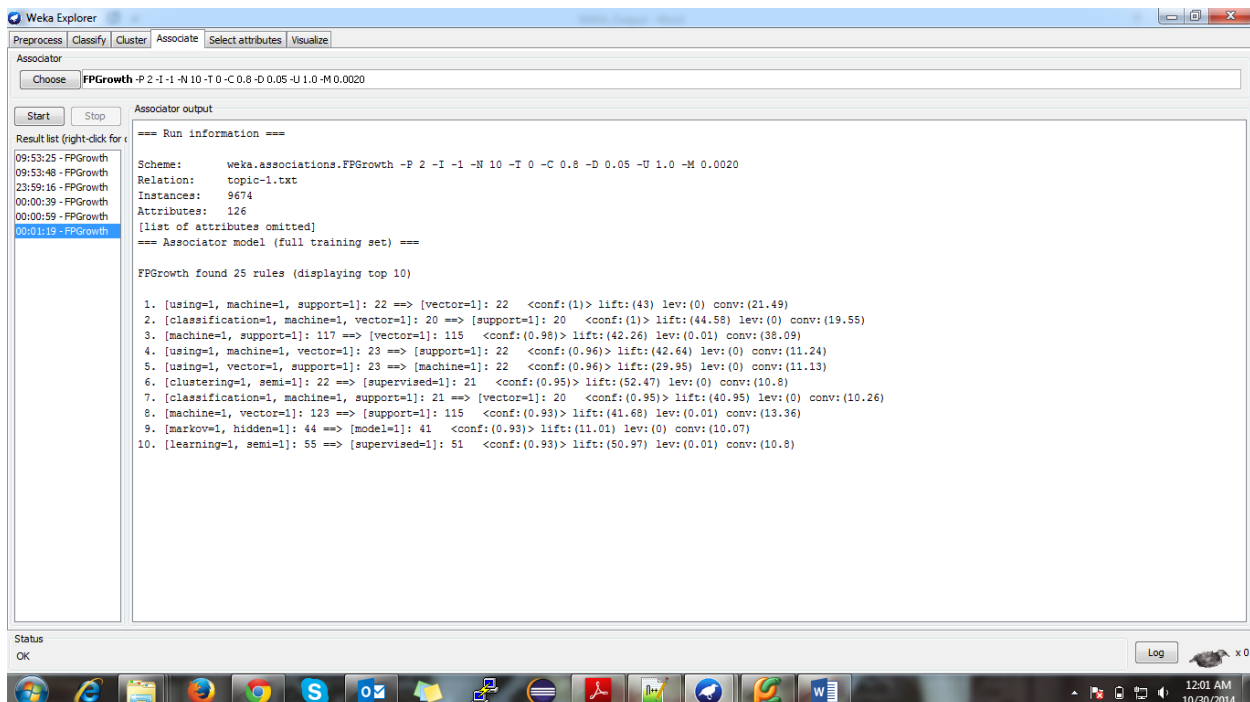 Weka Explorer
Preprocess Classify Cluster Associate Select attributes Visualize
Associator
Choose FPGrowth -P 2 -I -1 -N 10 -T 0 -C 0.8 -D 0.05 -U 1.0 -M 0.0020
Start Stop
Result list (right-click for o
09:53:25 - FPGrowth
09:53:48 - FPGrowth
23:59:16 - FPGrowth
00:00:39 - FPGrowth
00:00:59 - FPGrowth
00:01:19 - FPGrowth
Associator output
=== Run information ===
Scheme: weka.associations.FPGrowth -P 2 -I -1 -N 10 -T 0 -C 0.8 -D 0.05 -U 1.0 -M 0.0020
Relation: topic-1.txt
Instances: 9674
Attributes: 126
[list of attributes omitted]
=== Associator model (full training set) ===
FPGrowth found 25 rules (displaying top 10)
1. [using=1, machine=1, support=1]: 22 ==> [vector=1]: 22 <conf:(1)> lift:(43) lev:(0) conv:(21.49)
2. [classification=1, machine=1, vector=1]: 20 ==> [support=1]: 20 <conf:(1)> lift:(44.58) lev:(0) conv:(19.55)
3. [machine=1, support=1]: 117 ==> [vector=1]: 115 <conf:(0.98)> lift:(42.26) lev:(0.01) conv:(38.09)
4. [using=1, machine=1, vector=1]: 23 ==> [support=1]: 22 <conf:(0.96)> lift:(42.64) lev:(0) conv:(11.24)
5. [using=1, vector=1, support=1]: 23 ==> [machine=1]: 22 <conf:(0.96)> lift:(29.95) lev:(0) conv:(11.13)
6. [clustering=1, semi=1]: 22 ==> [supervised=1]: 21 <conf:(0.95)> lift:(52.47) lev:(0) conv:(10.8)
7. [classification=1, machine=1, support=1]: 21 ==> [vector=1]: 20 <conf:(0.95)> lift:(40.95) lev:(0) conv:(10.26)
8. [machine=1, vector=1]: 123 ==> [support=1]: 115 <conf:(0.93)> lift:(41.68) lev:(0.01) conv:(13.36)
9. [markov=1, hidden=1]: 44 ==> [model=1]: 41 <conf:(0.93)> lift:(11.01) lev:(0) conv:(10.07)
10. [learning=1, semi=1]: 55 ==> [supervised=1]: 51 <conf:(0.93)> lift:(50.97) lev:(0.01) conv:(10.8)
Status
OK
Log
x 0
12:01 AM
10/30/2014